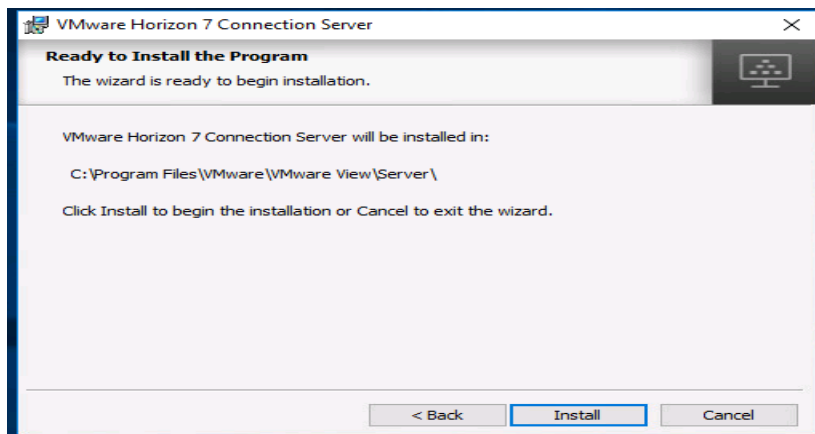 VMware Horizon 7 Connection Server
Ready to Install the Program
The wizard is ready to begin installation.
VMware Horizon 7 Connection Server will be installed in:
C:\Program Files\VMware\VMware View\Server\
Click Install to begin the installation or Cancel to exit the wizard.
< Back Install Cancel